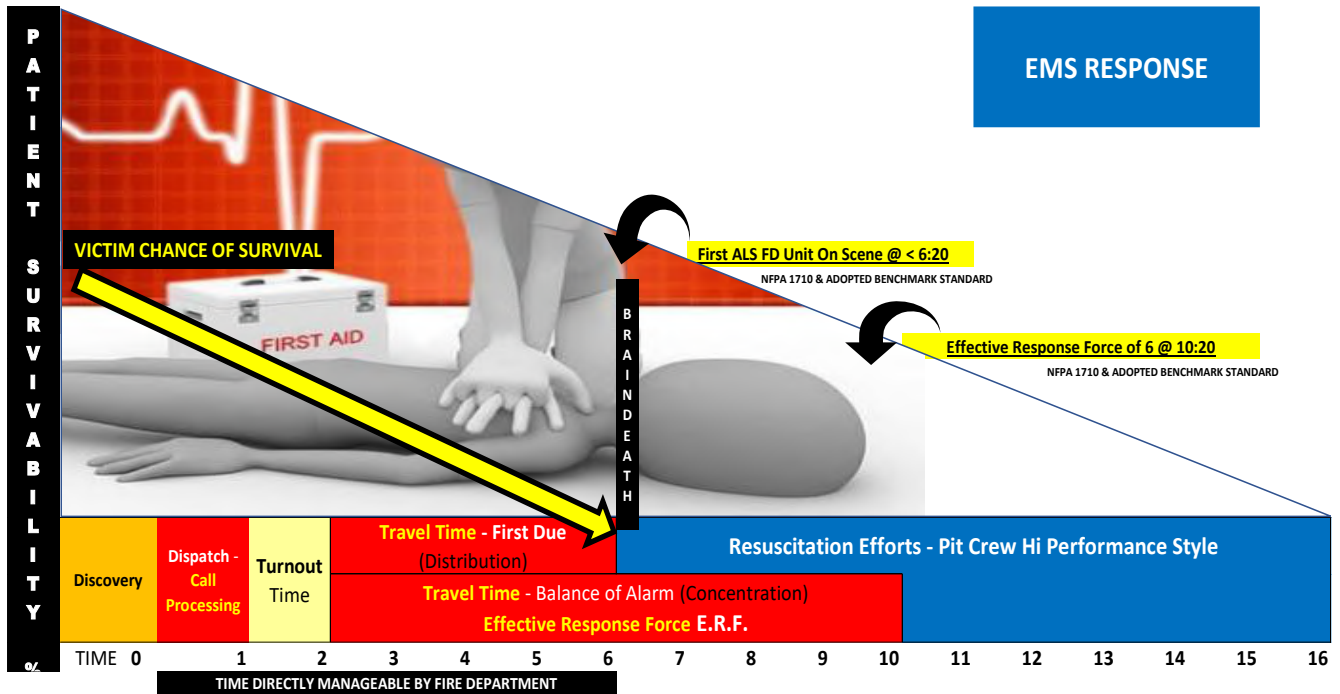 PATIENT SURVIVABILITY %
EMS RESPONSE
VICTIM CHANCE OF SURVIVAL
FIRST AID
First ALS FD Unit On Scene @ < 6:20
NFPA 1710 & ADOPTED BENCHMARK STANDARD
Effective Response Force of 6 @ 10:20
NFPA 1710 & ADOPTED BENCHMARK STANDARD
BRAINDEATH
Discovery
Dispatch -
Call
Processing
Turnout
Time
Travel Time - First Due
(Distribution)
Travel Time - Balance of Alarm (Concentration)
Effective Response Force E.R.F.
Resuscitation Efforts - Pit Crew Hi Performance Style
TIME 0 1 2 3 4 5 6 7 8 9 10 11 12 13 14 15 16
TIME DIRECTLY MANAGEABLE BY FIRE DEPARTMENT